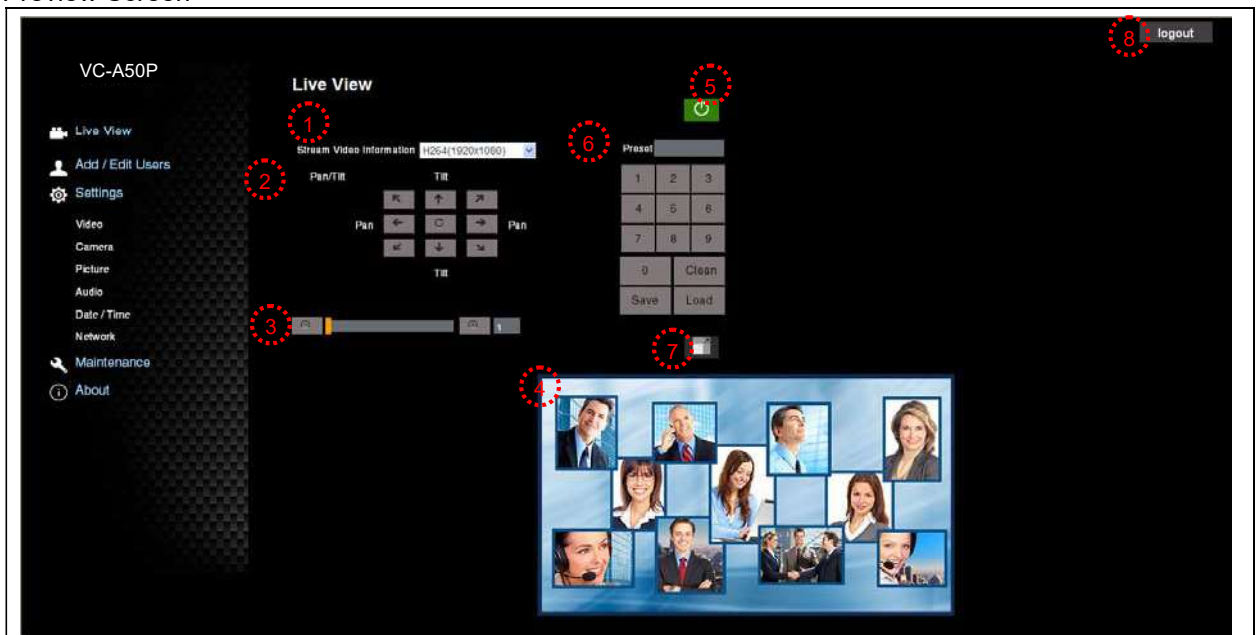 Preview Screen
8 logout
VC-A50P
Live View
5
1
Live View
6
Stream Video Information H264(1920x1080)
Preset
Add / Edit Users
2
Pan/Tilt Tilt
1 2 3
Settings
4 5 6
Video
Pan C Pan
Camera
7 8 9
Picture
Tilt
0 Clean
Audio
Save Load
Date / Time
3
1
Network
7
Maintenance
4
About